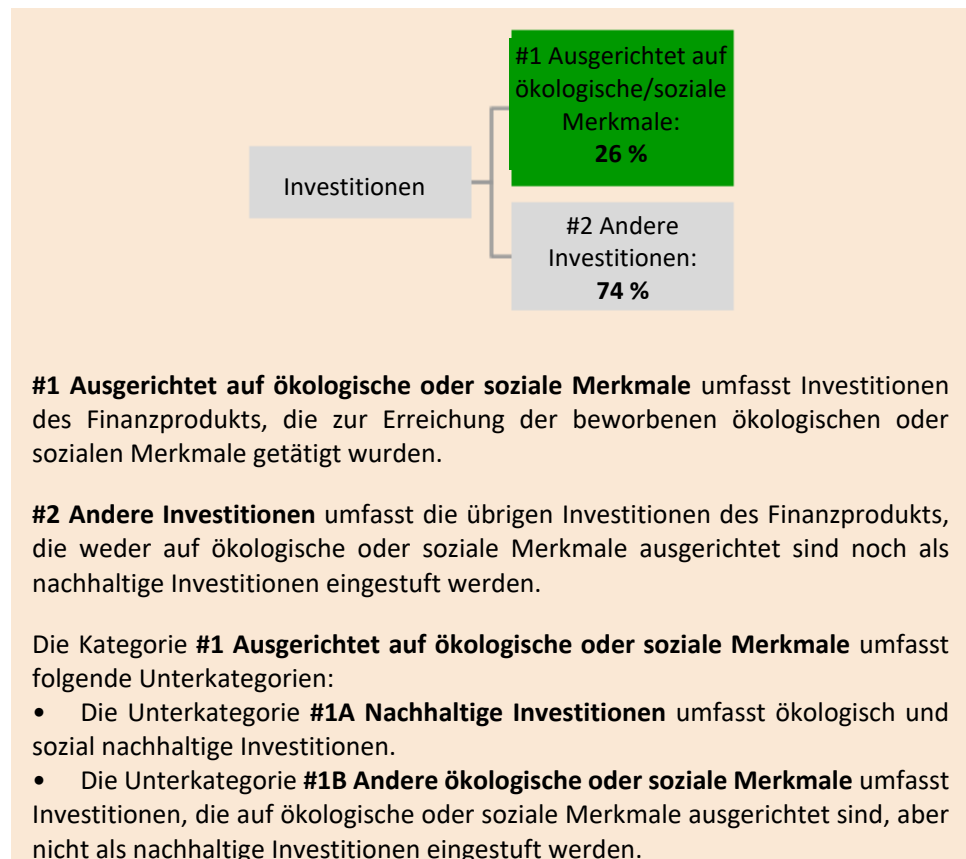 #1 Ausgerichtet auf
ökologische/soziale
Merkmale:
26 %
Investitionen
#2 Andere
Investitionen:
74 %
#1 Ausgerichtet auf ökologische oder soziale Merkmale umfasst Investitionen
des Finanzprodukts, die zur Erreichung der beworbenen ökologischen oder
sozialen Merkmale getätigt wurden.
#2 Andere Investitionen umfasst die übrigen Investitionen des Finanzprodukts,
die weder auf ökologische oder soziale Merkmale ausgerichtet sind noch als
nachhaltige Investitionen eingestuft werden.
Die Kategorie #1 Ausgerichtet auf ökologische oder soziale Merkmale umfasst
folgende Unterkategorien:
• Die Unterkategorie #1A Nachhaltige Investitionen umfasst ökologisch und
sozial nachhaltige Investitionen.
• Die Unterkategorie #1B Andere ökologische oder soziale Merkmale umfasst
Investitionen, die auf ökologische oder soziale Merkmale ausgerichtet sind, aber
nicht als nachhaltige Investitionen eingestuft werden.